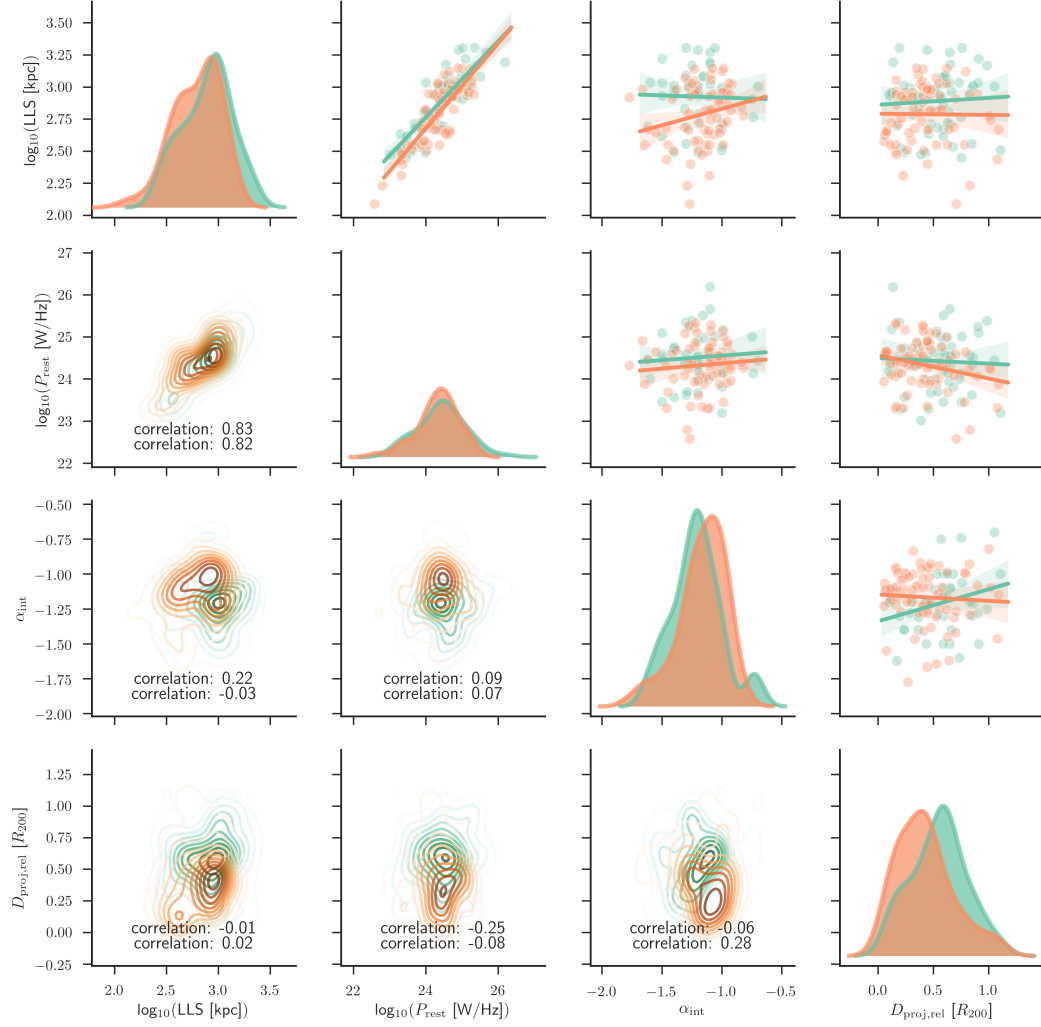 3.50
3.25
3.00
2.75
2.50
2.25
2.00
log10(LLS [kpc])
27
26
25
24
23
22
log10(Prest [W/Hz])
correlation: 0.83
correlation: 0.82
−0.50
−0.75
−1.00
−1.25
−1.50
−1.75
−2.00
αint
correlation: 0.22
correlation: -0.03
correlation: 0.09
correlation: 0.07
1.25
1.00
0.75
0.50
0.25
0.00
−0.25
Dproj,rel [R200]
correlation: -0.01
correlation: 0.02
correlation: -0.25
correlation: -0.08
correlation: -0.06
correlation: 0.28
2.0 2.5 3.0 3.5
log10(LLS [kpc])
22 24 26
log10(Prest [W/Hz])
−2.0 −1.5 −1.0 −0.5
αint
0.0 0.5 1.0
Dproj,rel [R200]